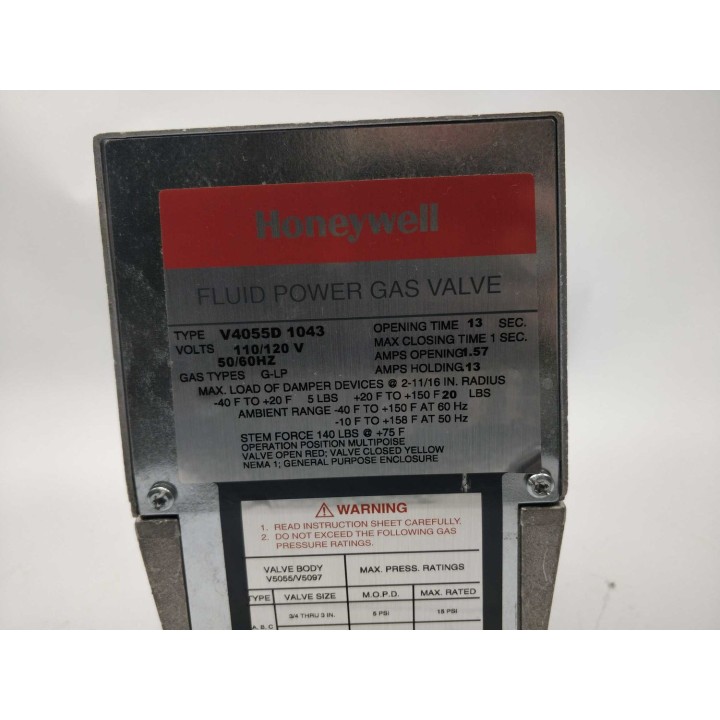 Honeywell
FLUID POWER GAS VALVE
TYPE V4055D 1043 OPENING TIME 13 SEC.
VOLTS 110/120 V MAX CLOSING TIME 1 SEC.
50/60HZ AMPS OPENING 1.57
GAS TYPES G-LP AMPS HOLDING .13
MAX. LOAD OF DAMPER DEVICES @ 2-11/16 IN. RADIUS
-40 F TO +20 F 5 LBS +20 F TO +150 F 20 LBS
AMBIENT RANGE -40 F TO +150 F AT 60 Hz
-10 F TO +158 F AT 50 Hz
STEM FORCE 140 LBS @ +75 F
OPERATION POSITION MULTIPOISE
VALVE OPEN RED; VALVE CLOSED YELLOW
NEMA 1; GENERAL PURPOSE ENCLOSURE
⚠ WARNING
1. READ INSTRUCTION SHEET CAREFULLY.
2. DO NOT EXCEED THE FOLLOWING GAS
PRESSURE RATINGS.
VALVE BODY MAX. PRESS. RATINGS
V5055/V5097
TYPE VALVE SIZE M.O.P.D. MAX. RATED
A, B, C 3/4 THRU 3 IN. 5 PSI 15 PSI